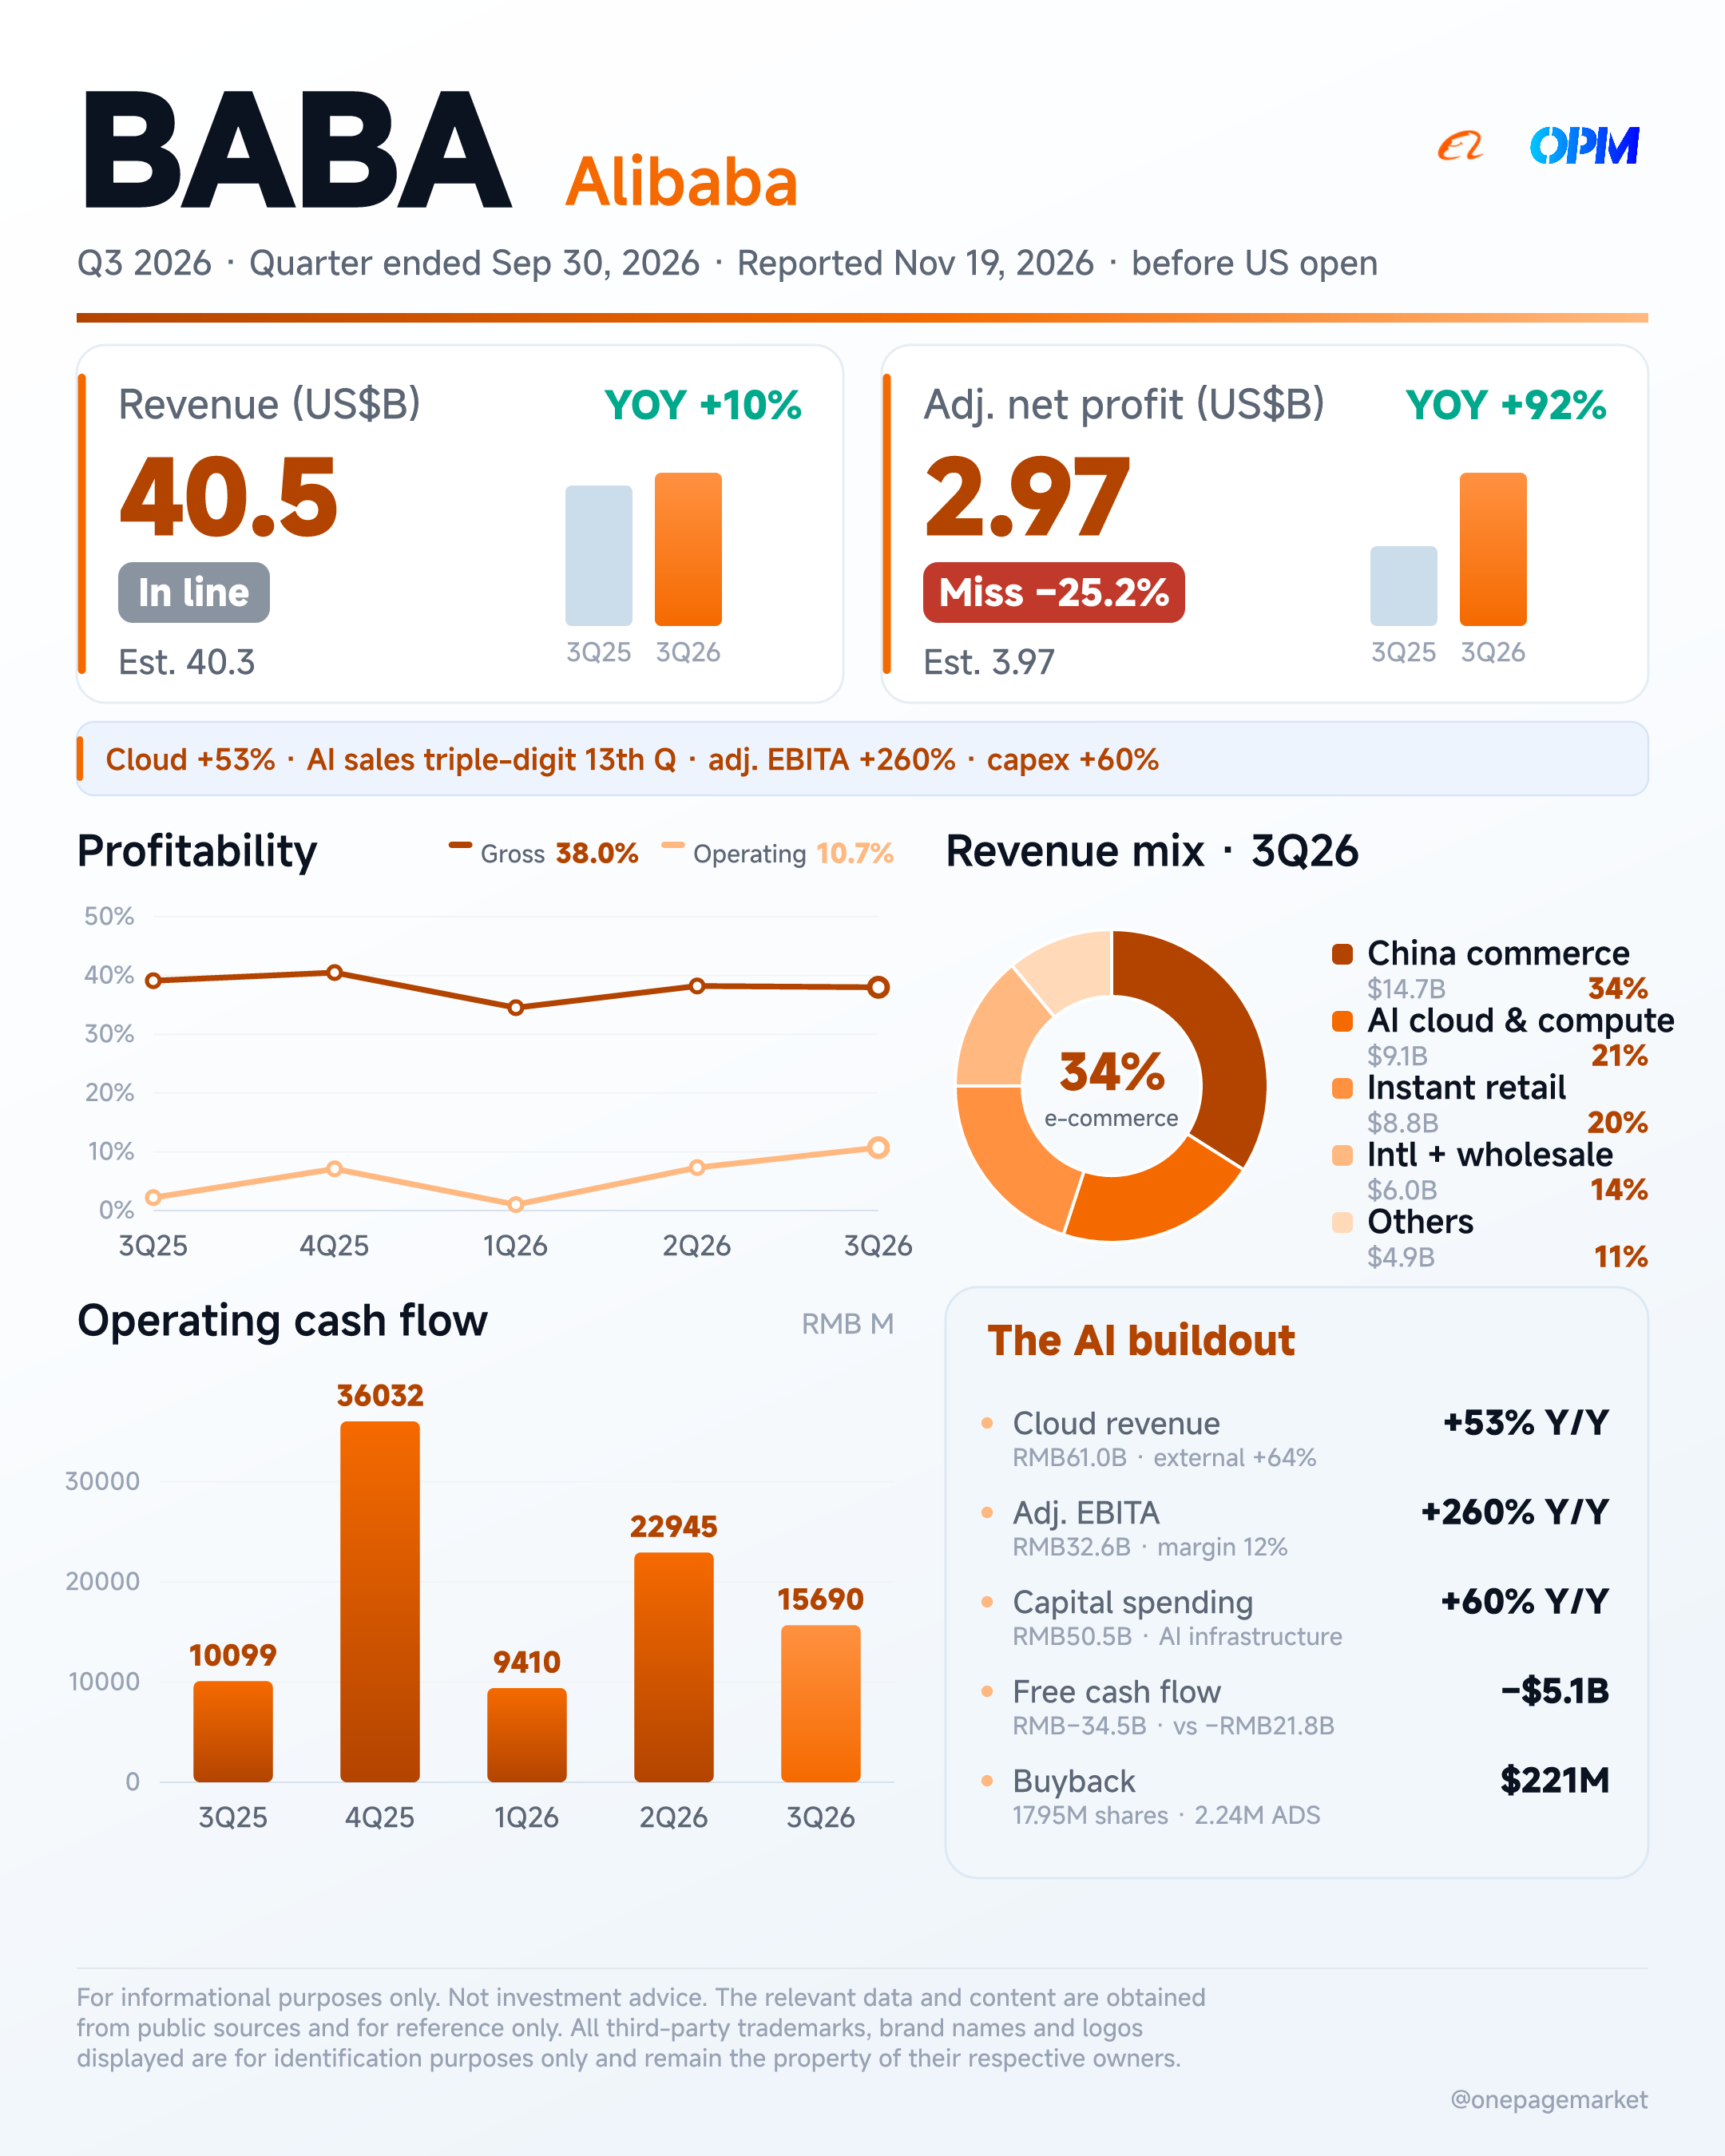 BABA Alibaba
OPM
Q3 2026 · Quarter ended Sep 30, 2026 · Reported Nov 19, 2026 · before US open
Revenue (US$B) YOY +10%
40.5
In line
Est. 40.3
3Q25 3Q26
Adj. net profit (US$B) YOY +92%
2.97
Miss −25.2%
Est. 3.97
3Q25 3Q26
Cloud +53% · AI sales triple-digit 13th Q · adj. EBITA +260% · capex +60%
Profitability
Gross 38.0% Operating 10.7%
50%
40%
30%
20%
10%
0%
3Q25 4Q25 1Q26 2Q26 3Q26
Revenue mix · 3Q26
34%
e-commerce
China commerce
$14.7B 34%
AI cloud & compute
$9.1B 21%
Instant retail
$8.8B 20%
Intl + wholesale
$6.0B 14%
Others
$4.9B 11%
Operating cash flow RMB M
36032
30000
22945
20000
15690
10099
9410
10000
0
3Q25 4Q25 1Q26 2Q26 3Q26
The AI buildout
Cloud revenue +53% Y/Y
RMB61.0B · external +64%
Adj. EBITA +260% Y/Y
RMB32.6B · margin 12%
Capital spending +60% Y/Y
RMB50.5B · AI infrastructure
Free cash flow −$5.1B
RMB−34.5B · vs −RMB21.8B
Buyback $221M
17.95M shares · 2.24M ADS
For informational purposes only. Not investment advice. The relevant data and content are obtained
from public sources and for reference only. All third-party trademarks, brand names and logos
displayed are for identification purposes only and remain the property of their respective owners.
@onepagemarket